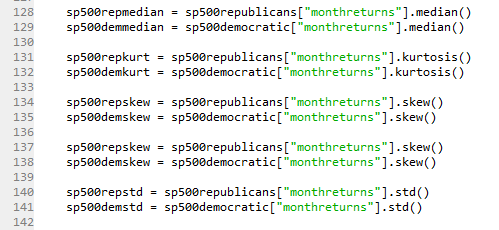 128 sp500repmedian = sp500republicans["monthreturns"].median()
129 sp500demmedian = sp500democratic["monthreturns"].median()
130
131 sp500repkurt = sp500republicans["monthreturns"].kurtosis()
132 sp500demkurt = sp500democratic["monthreturns"].kurtosis()
133
134 sp500repskew = sp500republicans["monthreturns"].skew()
135 sp500demskew = sp500democratic["monthreturns"].skew()
136
137 sp500repskew = sp500republicans["monthreturns"].skew()
138 sp500demskew = sp500democratic["monthreturns"].skew()
139
140 sp500repstd = sp500republicans["monthreturns"].std()
141 sp500demstd = sp500democratic["monthreturns"].std()
142